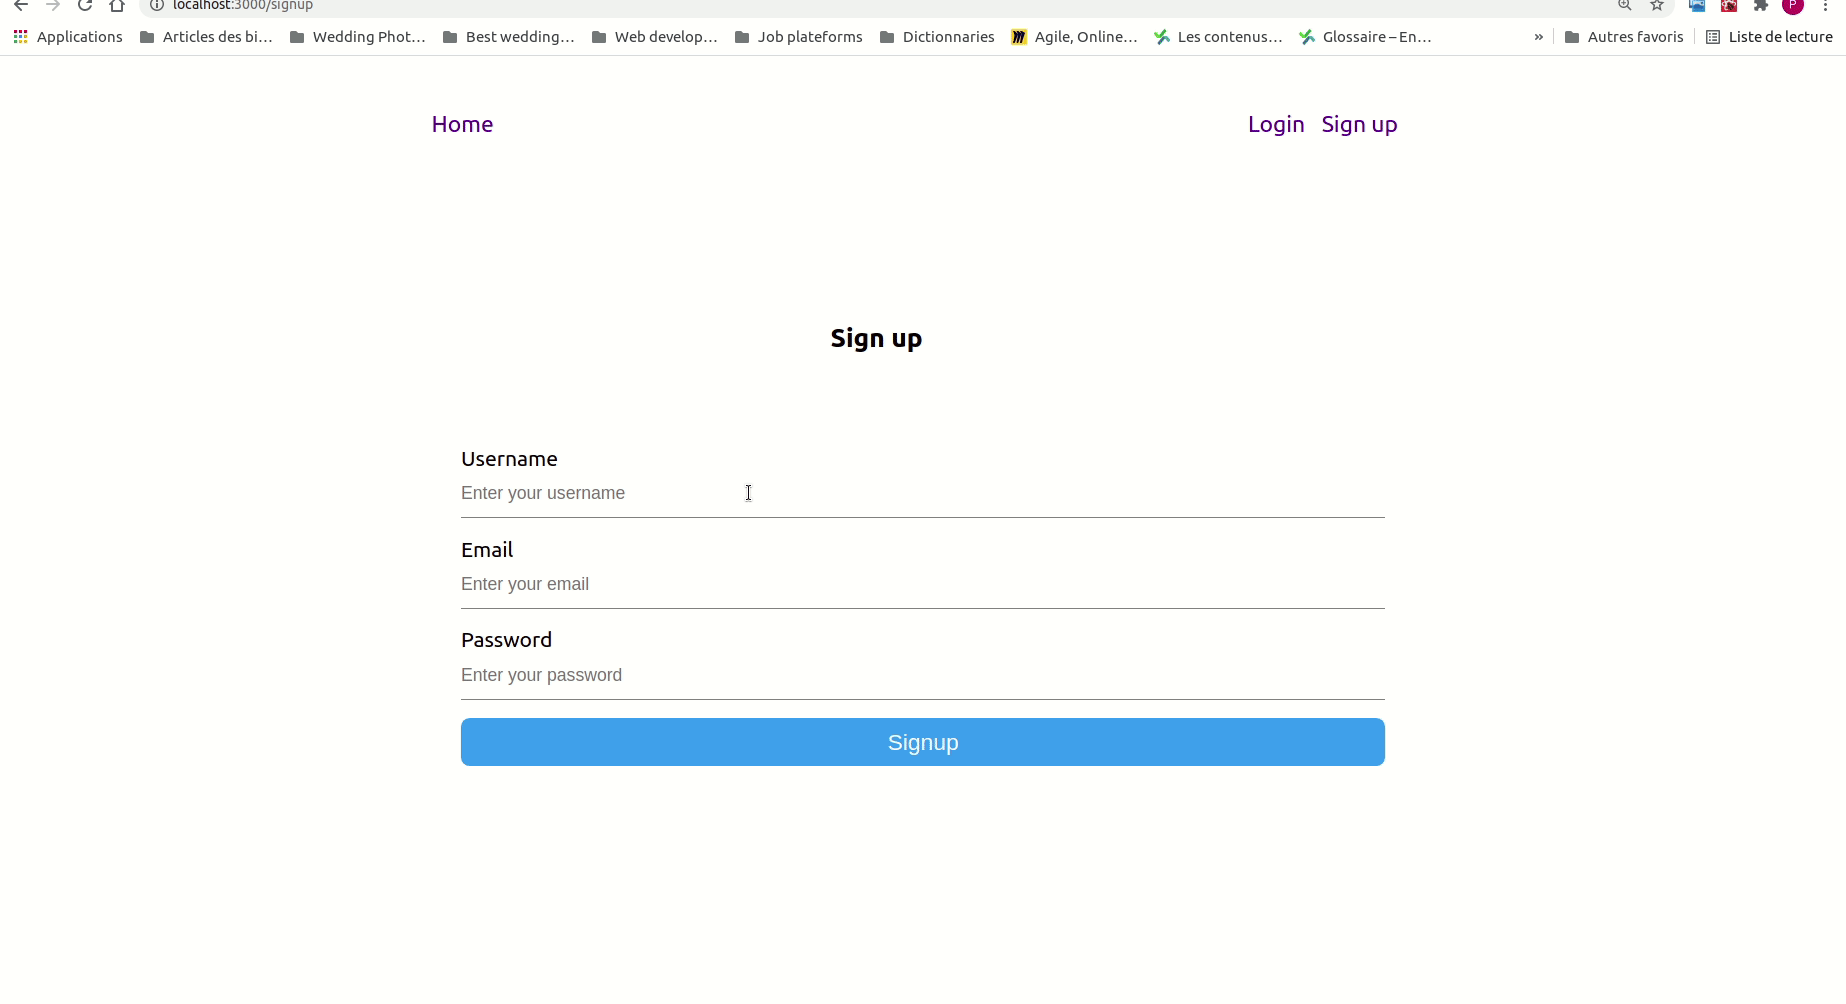 localhost:3000/signup
Applications Articles des bi... Wedding Phot... Best wedding... Web develop... Job plateforms Dictionnaries Agile, Online... Les contenus... Glossaire – En... » Autres favoris Liste de lecture
P
Home Login Sign up
Sign up
Username
Enter your username
Email
Enter your email
Password
Enter your password
Signup